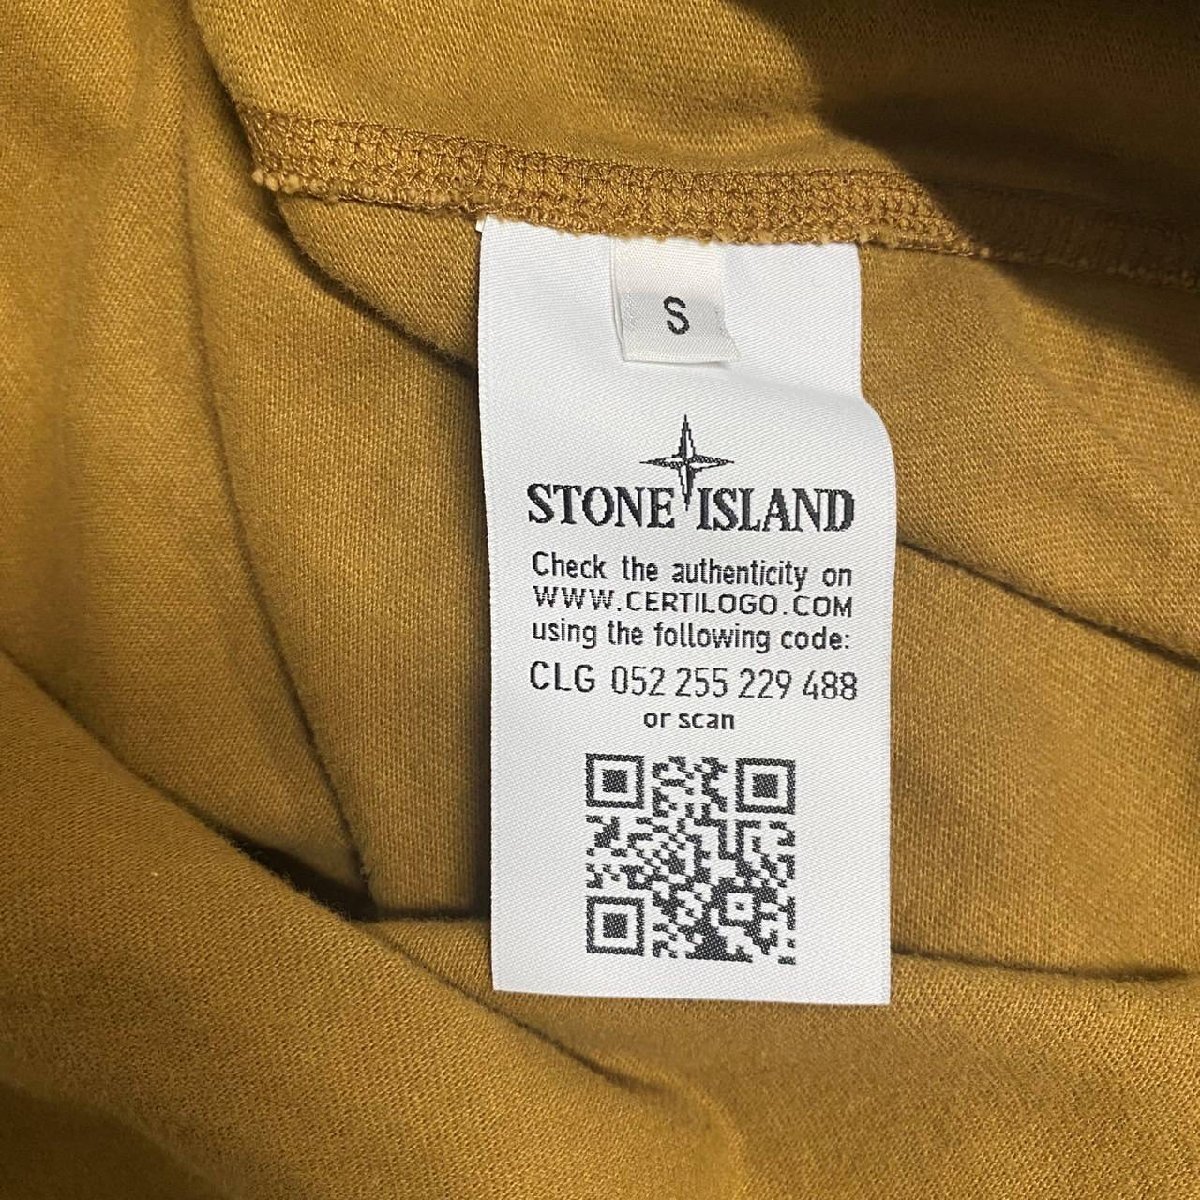 S
STONE ISLAND
Check the authenticity on
WWW.CERTILOGO.COM
using the following code:
CLG 052 255 229 488
or scan